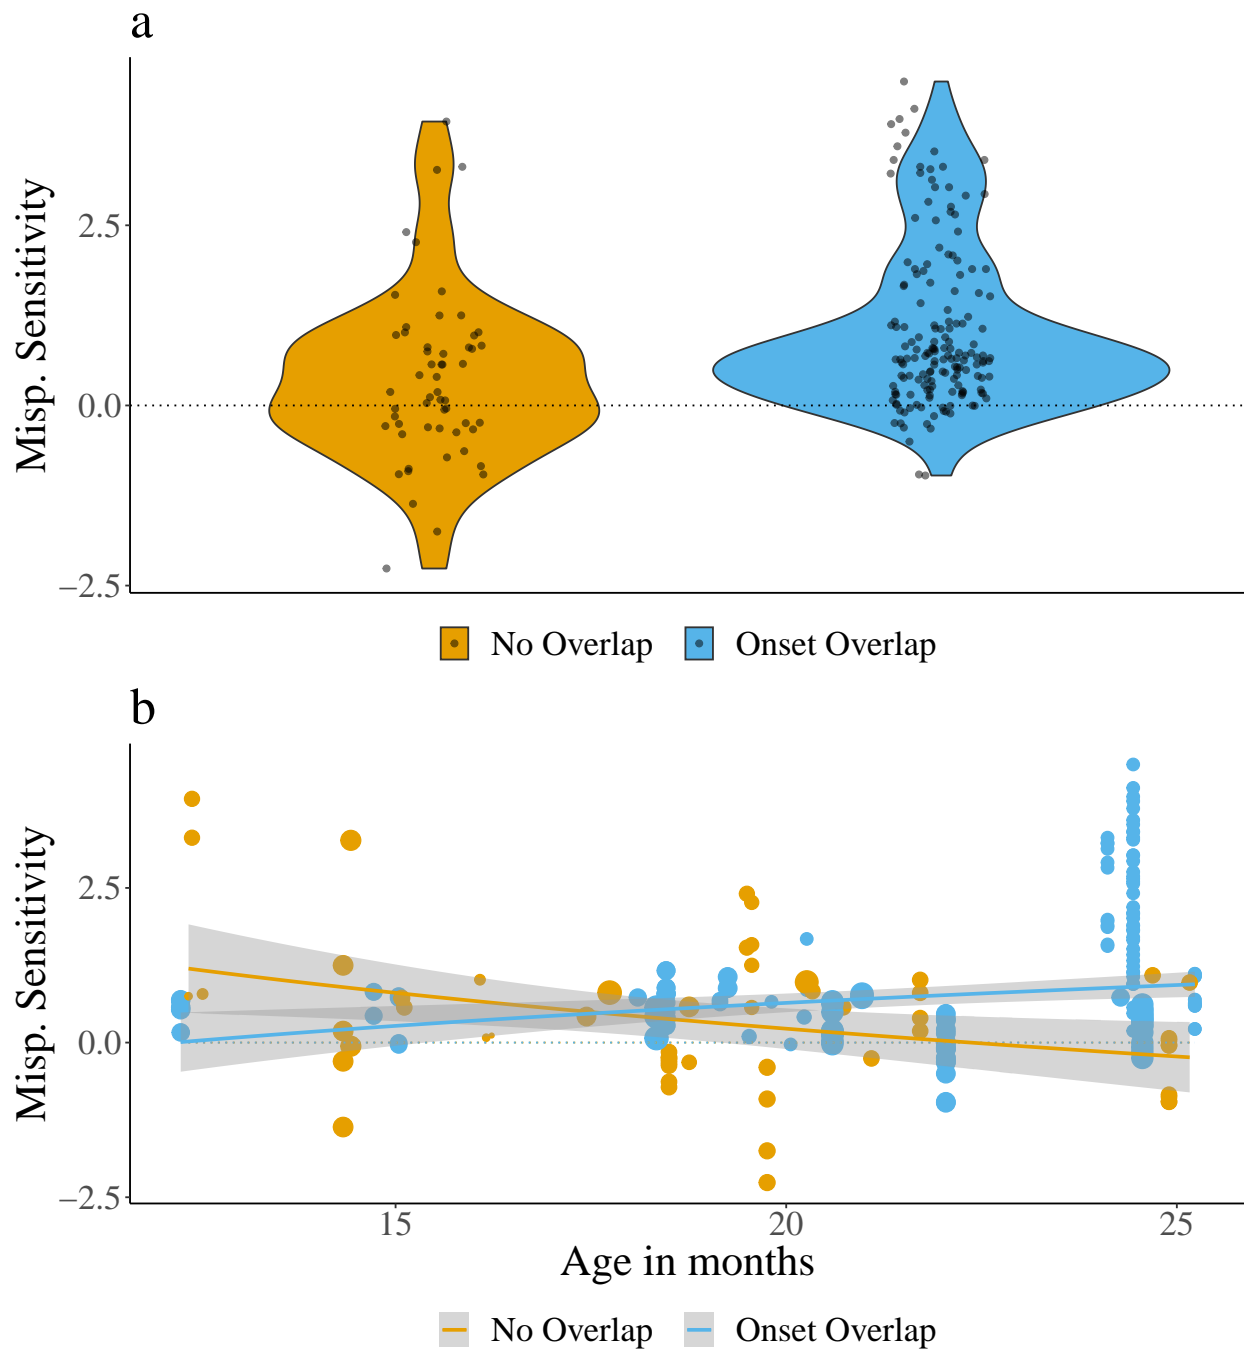 a
Misp. Sensitivity
2.5
0.0
−2.5
No Overlap
Onset Overlap
b
Misp. Sensitivity
2.5
0.0
−2.5
15
20
25
Age in months
No Overlap
Onset Overlap